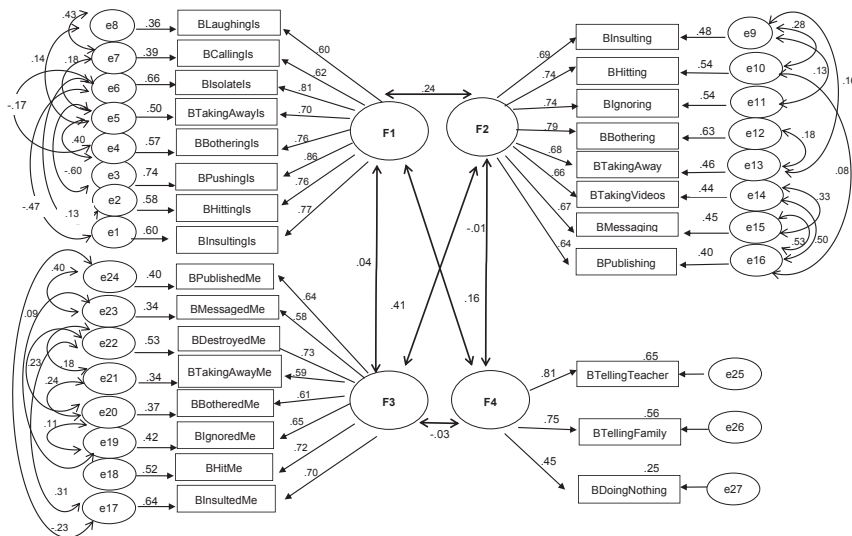 .43
e8 .36 BLaughingIs
.60
e7 .39 BCallingIs
.62
.14 .18
e6 .66 BIsolateIs
.81
-.17
e5 .50 BTakingAwayIs
.70
.40
e4 .57 BBotheringIs
.76
e3 .74 BPushingIs
.86
-.60
e2 .58 BHittingIs
.76
-.47 .13
e1 .60 BInsultingIs
.77
F1
.24
F2
.69
BInsulting .48 e9
.28
.74
BHitting .54 e10
.13
.74
BIgnoring .54 e11
.79
BBothering .63 e12
.18
.68
BTakingAway .46 e13
.08
.66
BTakingVideos .44 e14
.33
.67
BMessaging .45 e15
.53 .50
.64
BPublishing .40 e16
-.01
.04
.41
.16
e24 .40 BPublishedMe
.64
.40
e23 .34 BMessagedMe
.58
.09
e22 .53 BDestroyedMe
.73
.23 .18
e21 .34 BTakingAwayMe
.59
.24
e20 .37 BBotheredMe
.61
.11
e19 .42 BIgnoredMe
.65
e18 .52 BHitMe
.72
.31
e17 .64 BInsultedMe
.70
-.23
F3
-.03
F4
.65
.81
BTellingTeacher e25
.56
.75
BTellingFamily e26
.25
.45
BDoingNothing e27